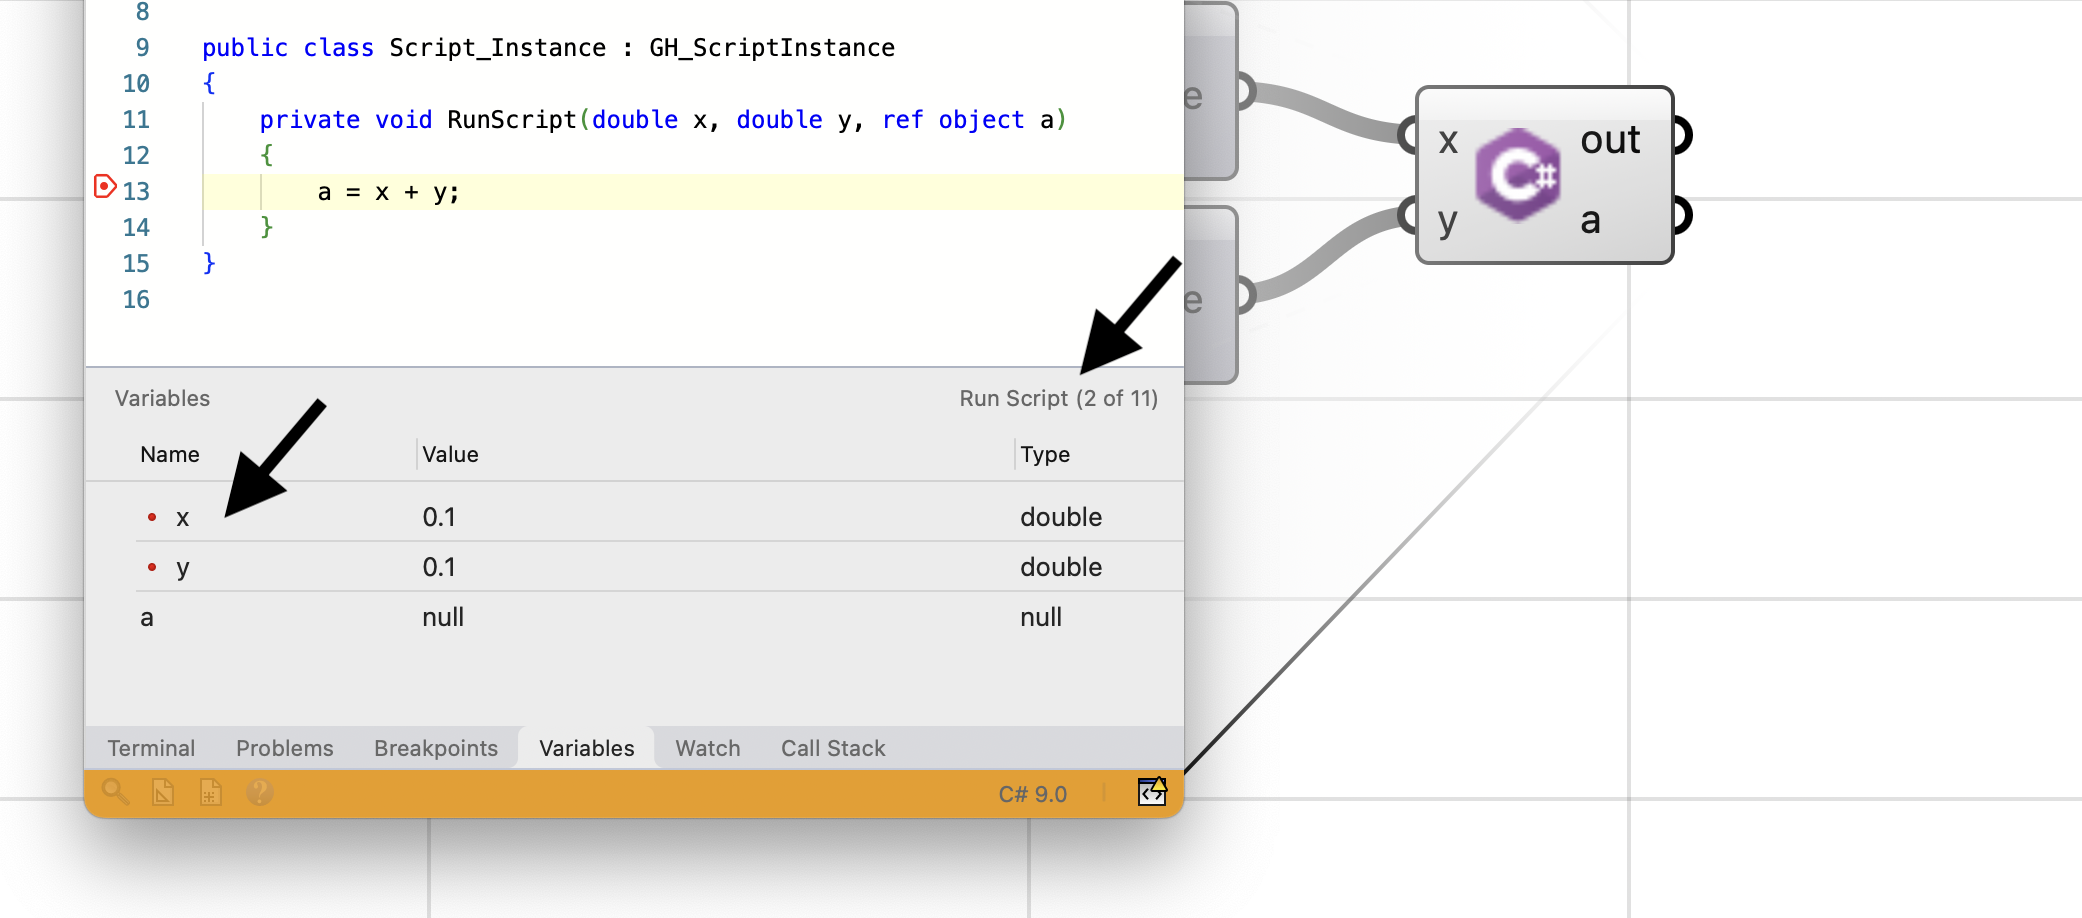 8
9 public class Script_Instance : GH_ScriptInstance
10 {
11 private void RunScript(double x, double y, ref object a)
12 {
13 a = x + y;
14 }
15 }
16
Variables Run Script (2 of 11)
Name Value Type
x 0.1 double
y 0.1 double
a null null
Terminal Problems Breakpoints Variables Watch Call Stack
C# 9.0
e
e
x C# out
y a